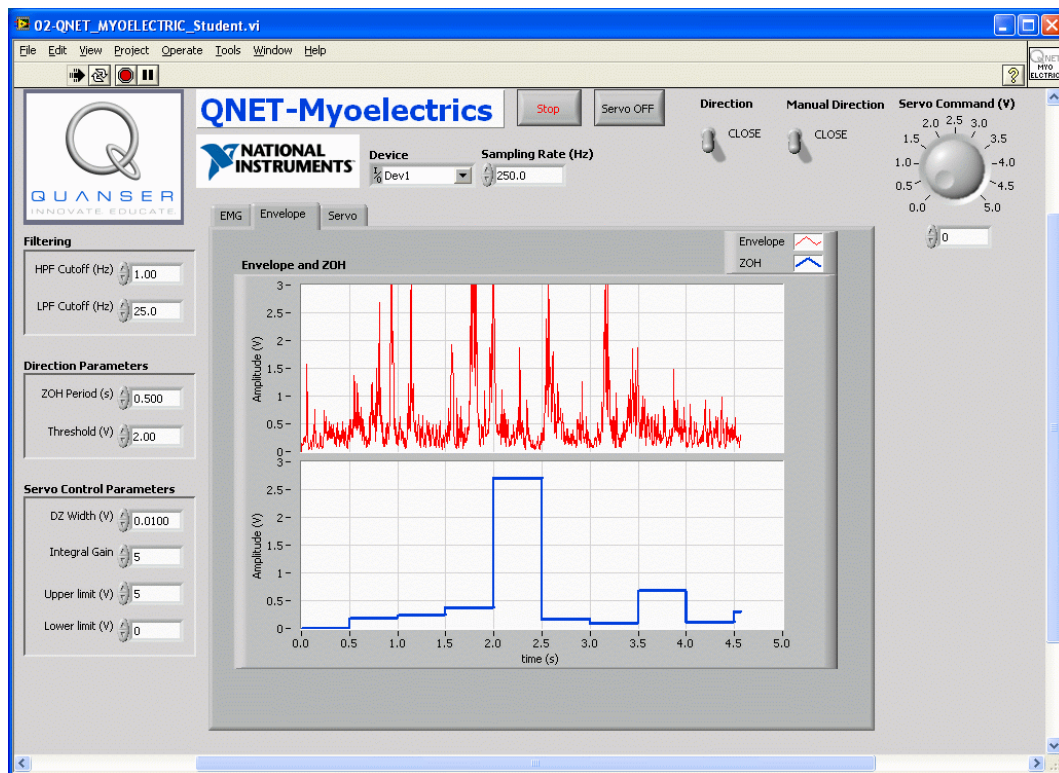 02-QNET_MYOELECTRIC_Student.vi
File Edit View Project Operate Tools Window Help
QNET
MYO
ELCTRIC
QUANSER
INNOVATE. EDUCATE.
QNET-Myoelectrics
Stop
Servo OFF
Direction
CLOSE
Manual Direction
CLOSE
Servo Command (V)
0.0 0.5 1.0 1.5 2.0 2.5 3.0 3.5 4.0 4.5 5.0
0
NATIONAL
INSTRUMENTS
Device
Dev1
Sampling Rate (Hz)
250.0
EMG Envelope Servo
Filtering
HPF Cutoff (Hz) 1.00
LPF Cutoff (Hz) 25.0
Direction Parameters
ZOH Period (s) 0.500
Threshold (V) 2.00
Servo Control Parameters
DZ Width (V) 0.0100
Integral Gain 5
Upper limit (V) 5
Lower limit (V) 0
Envelope
ZOH
Envelope and ZOH
Amplitude (V)
3
2.5
2
1.5
1
0.5
0
Amplitude (V)
3
2.5
2
1.5
1
0.5
0
0.0 0.5 1.0 1.5 2.0 2.5 3.0 3.5 4.0 4.5 5.0
time (s)